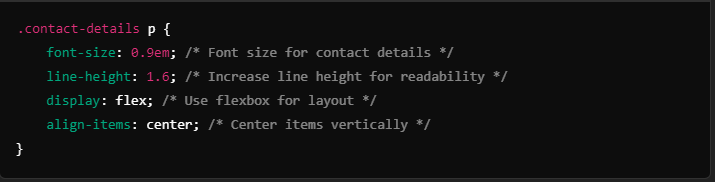 .contact-details p {
    font-size: 0.9em; /* Font size for contact details */
    line-height: 1.6; /* Increase line height for readability */
    display: flex; /* Use flexbox for layout */
    align-items: center; /* Center items vertically */
}